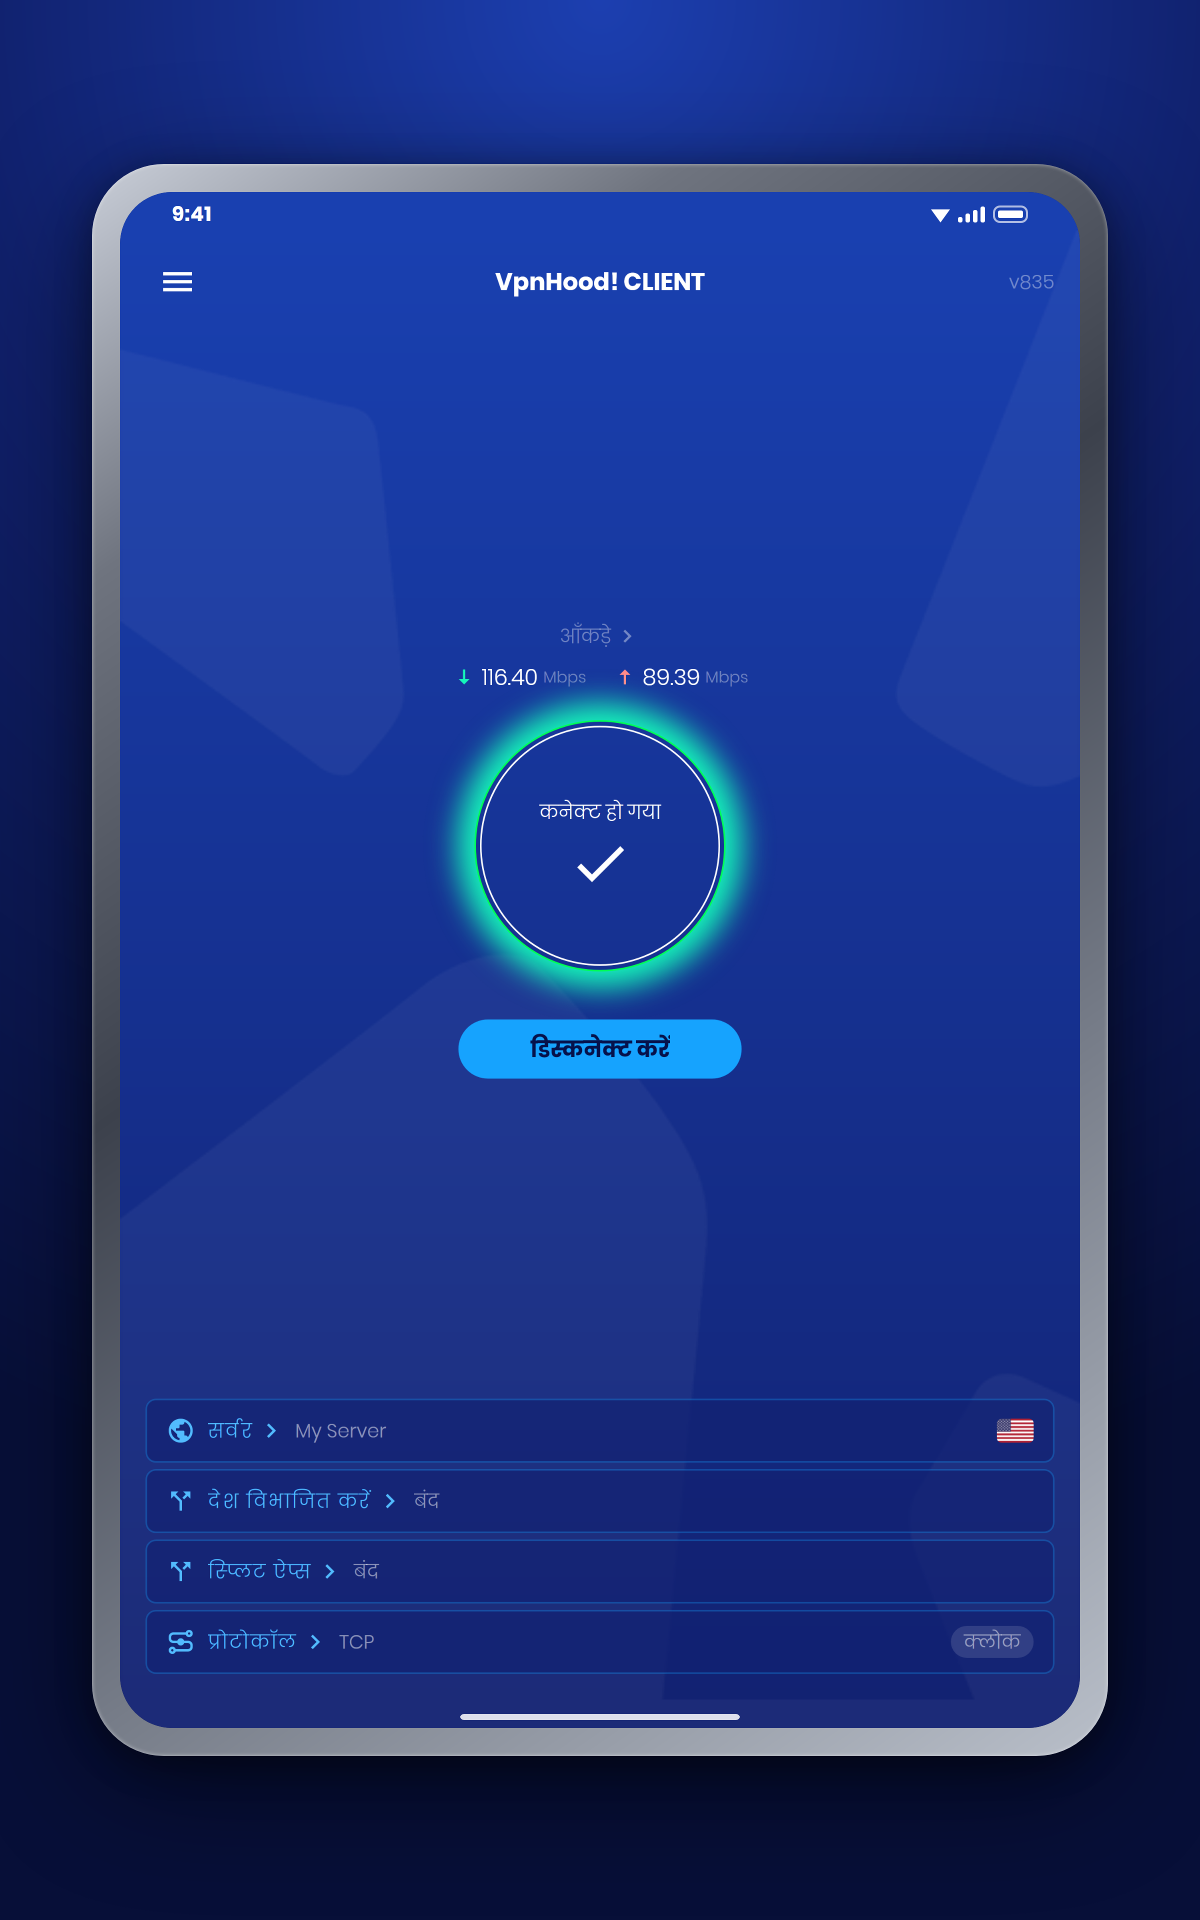 9:41
VpnHood! CLIENT
v835
आँकड़े
116.40 Mbps 89.39 Mbps
कनेक्ट हो गया
डिस्कनेक्ट करें
सर्वर My Server
देश विभाजित करें बंद
स्प्लिट ऐप्स बंद
प्रोटोकॉल TCP क्लोक